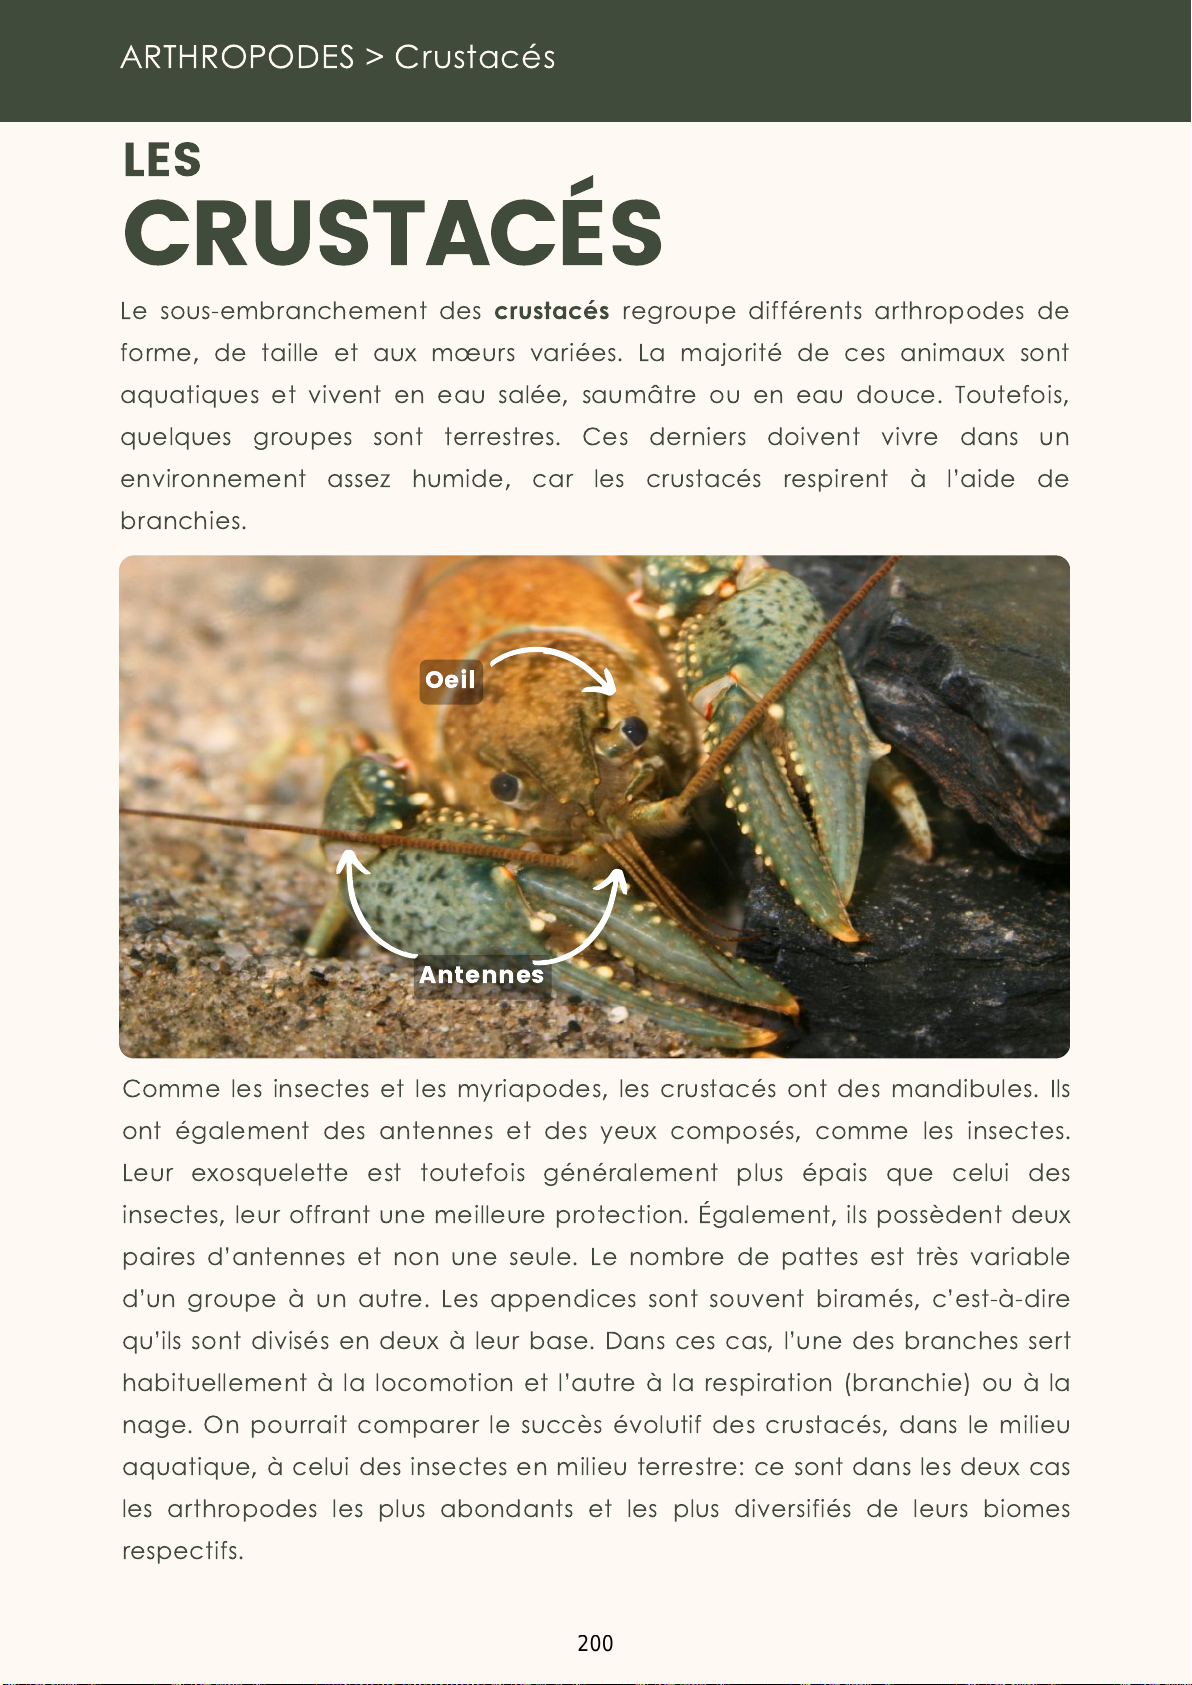 ARTHROPODES > Crustacés
LES
CRUSTACÉS
Le sous-embranchement des crustacés regroupe différents arthropodes de
forme, de taille et aux mœurs variées. La majorité de ces animaux sont
aquatiques et vivent en eau salée, saumâtre ou en eau douce. Toutefois,
quelques groupes sont terrestres. Ces derniers doivent vivre dans un
environnement assez humide, car les crustacés respirent à l’aide de
branchies.
Oeil
Antennes
Comme les insectes et les myriapodes, les crustacés ont des mandibules. Ils
ont également des antennes et des yeux composés, comme les insectes.
Leur exosquelette est toutefois généralement plus épais que celui des
insectes, leur offrant une meilleure protection. Également, ils possèdent deux
paires d’antennes et non une seule. Le nombre de pattes est très variable
d’un groupe à un autre. Les appendices sont souvent biramés, c’est-à-dire
qu’ils sont divisés en deux à leur base. Dans ces cas, l’une des branches sert
habituellement à la locomotion et l’autre à la respiration (branchie) ou à la
nage. On pourrait comparer le succès évolutif des crustacés, dans le milieu
aquatique, à celui des insectes en milieu terrestre: ce sont dans les deux cas
les arthropodes les plus abondants et les plus diversifiés de leurs biomes
respectifs.
200